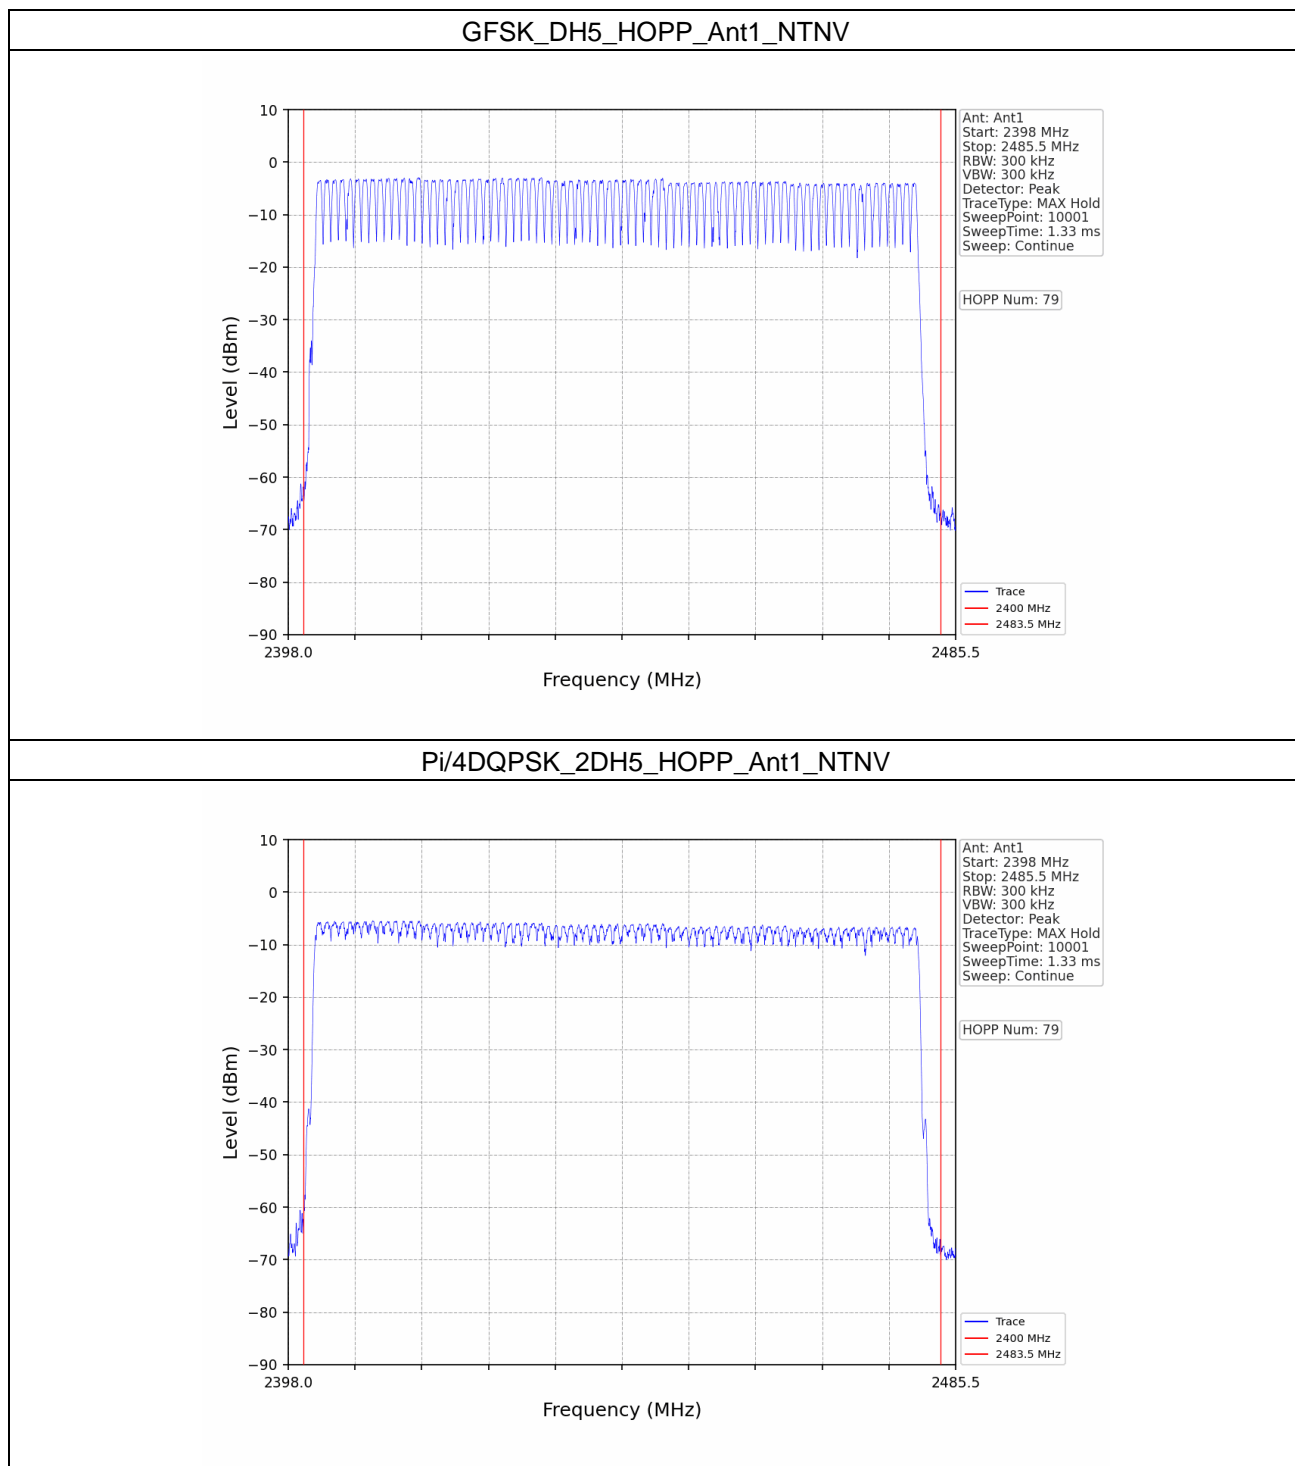 GFSK_DH5_HOPP_Ant1_NTNV
10
0
−10
−20
−30
−40
−50
−60
−70
−80
−90
Level (dBm)
2398.0
2485.5
Frequency (MHz)
Ant: Ant1
Start: 2398 MHz
Stop: 2485.5 MHz
RBW: 300 kHz
VBW: 300 kHz
Detector: Peak
TraceType: MAX Hold
SweepPoint: 10001
SweepTime: 1.33 ms
Sweep: Continue
HOPP Num: 79
Trace
2400 MHz
2483.5 MHz
Pi/4DQPSK_2DH5_HOPP_Ant1_NTNV
10
0
−10
−20
−30
−40
−50
−60
−70
−80
−90
Level (dBm)
2398.0
2485.5
Frequency (MHz)
Ant: Ant1
Start: 2398 MHz
Stop: 2485.5 MHz
RBW: 300 kHz
VBW: 300 kHz
Detector: Peak
TraceType: MAX Hold
SweepPoint: 10001
SweepTime: 1.33 ms
Sweep: Continue
HOPP Num: 79
Trace
2400 MHz
2483.5 MHz